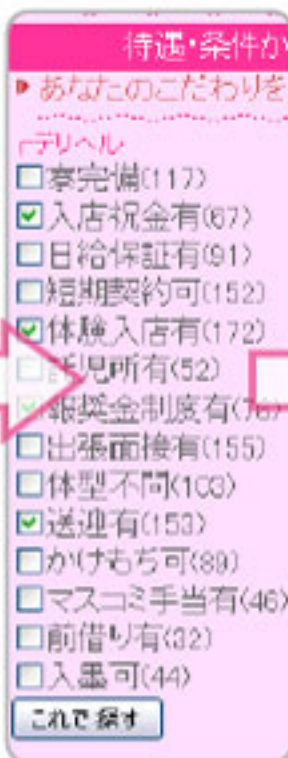 待遇・条件か
あなたのこだわりを
デリヘル
寮完備(117)
入店祝金有(67)
日給保証有(91)
短期契約可(152)
体験入店有(172)
託児所有(52)
報奨金制度有(76)
出張面接有(155)
体型不問(103)
送迎有(153)
かけもち可(89)
マスコミ手当有(46)
前借り有(32)
入墨可(44)
これで探す